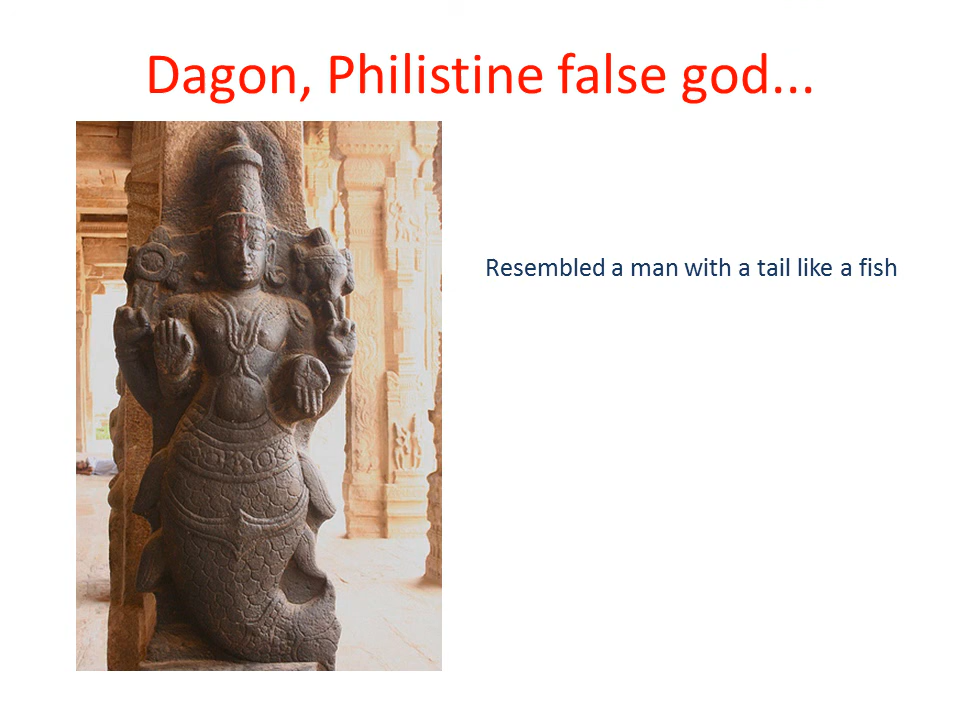 Dagon, Philistine false god...
Resembled a man with a tail like a fish